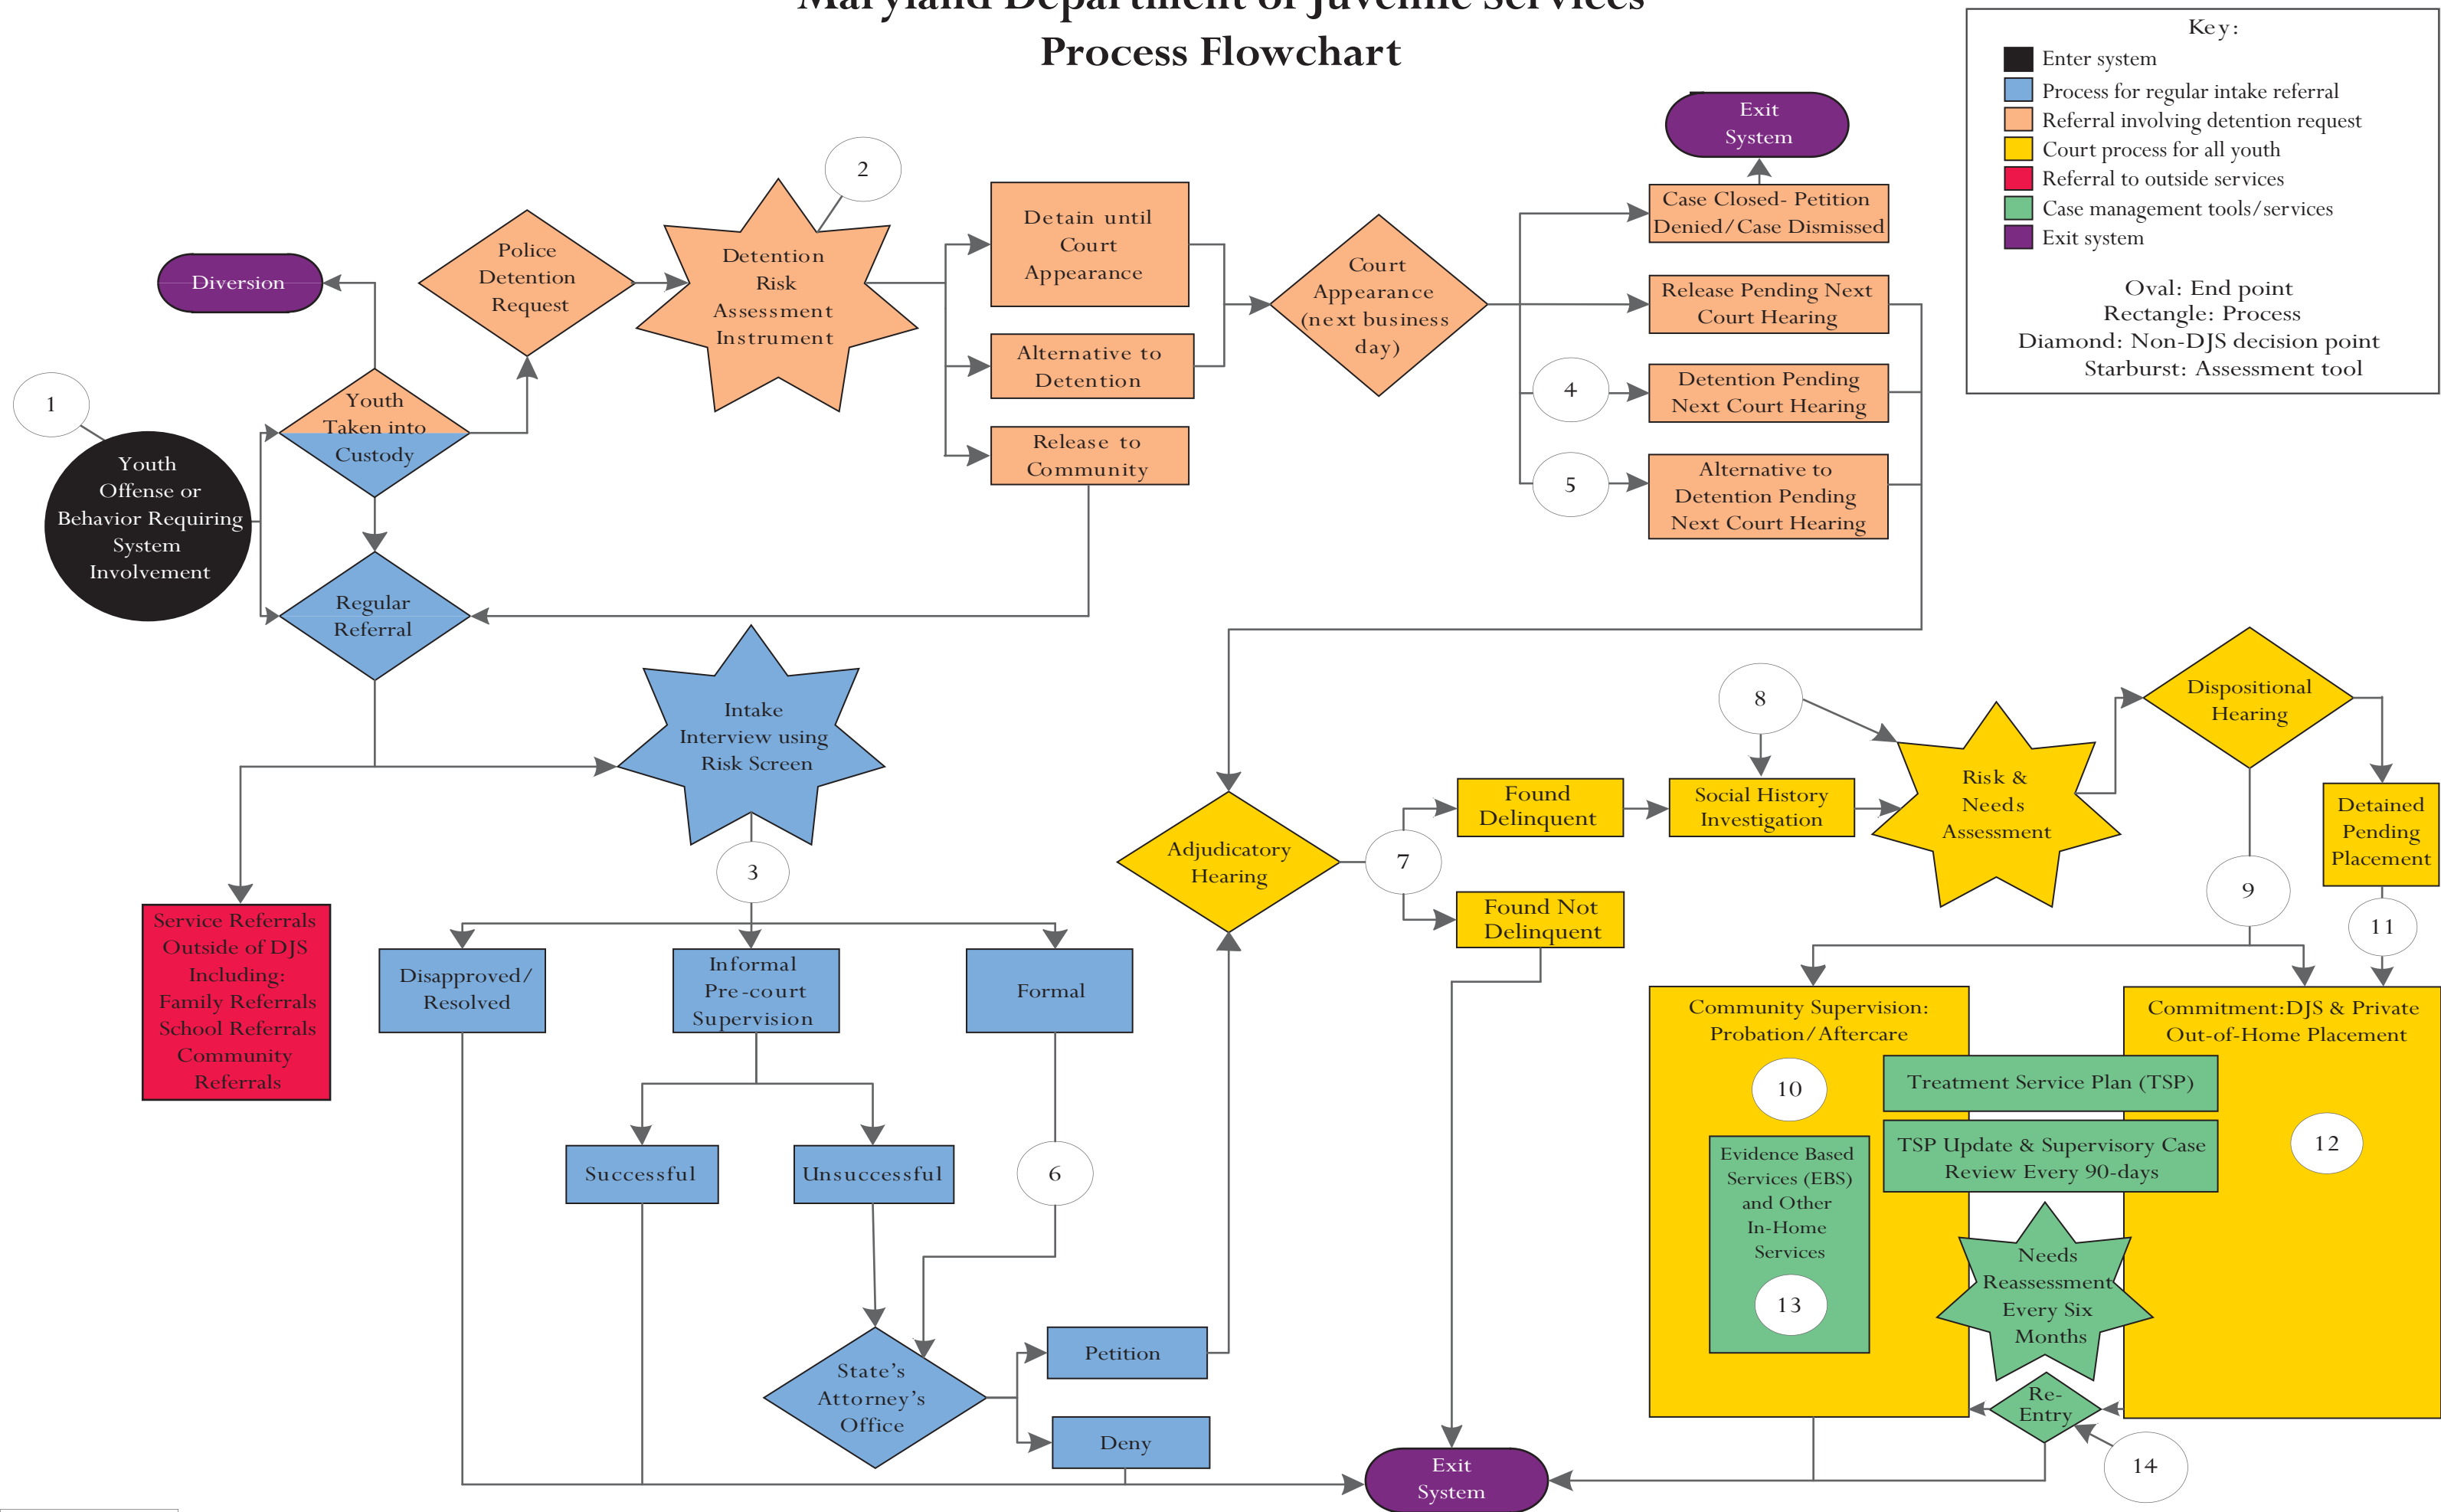 Maryland Department of Juvenile Services
Process Flowchart
Key:
Enter system
Process for regular intake referral
Referral involving detention request
Court process for all youth
Referral to outside services
Case management tools/services
Exit system
Oval: End point
Rectangle: Process
Diamond: Non-DJS decision point
Starburst: Assessment tool
1
Youth
Offense or
Behavior Requiring
System
Involvement
Diversion
Youth
Taken into
Custody
Regular
Referral
Police
Detention
Request
2
Detention
Risk
Assessment
Instrument
Detain until
Court
Appearance
Alternative to
Detention
Release to
Community
Court
Appearance
(next business
day)
Exit
System
Case Closed- Petition
Denied/Case Dismissed
Release Pending Next
Court Hearing
4
Detention Pending
Next Court Hearing
5
Alternative to
Detention Pending
Next Court Hearing
Intake
Interview using
Risk Screen
3
Service Referrals
Outside of DJS
Including:
Family Referrals
School Referrals
Community
Referrals
Disapproved/
Resolved
Informal
Pre-court
Supervision
Formal
Successful
Unsuccessful
6
State’s
Attorney’s
Office
Petition
Deny
Adjudicatory
Hearing
7
Found
Delinquent
Found Not
Delinquent
8
Social History
Investigation
Risk &
Needs
Assessment
Dispositional
Hearing
Detained
Pending
Placement
9
11
Community Supervision:
Probation/Aftercare
10
Evidence Based
Services (EBS)
and Other
In-Home
Services
13
Commitment:DJS & Private
Out-of-Home Placement
12
Treatment Service Plan (TSP)
TSP Update & Supervisory Case
Review Every 90-days
Needs
Reassessment
Every Six
Months
Re-
Entry
14
Exit
System